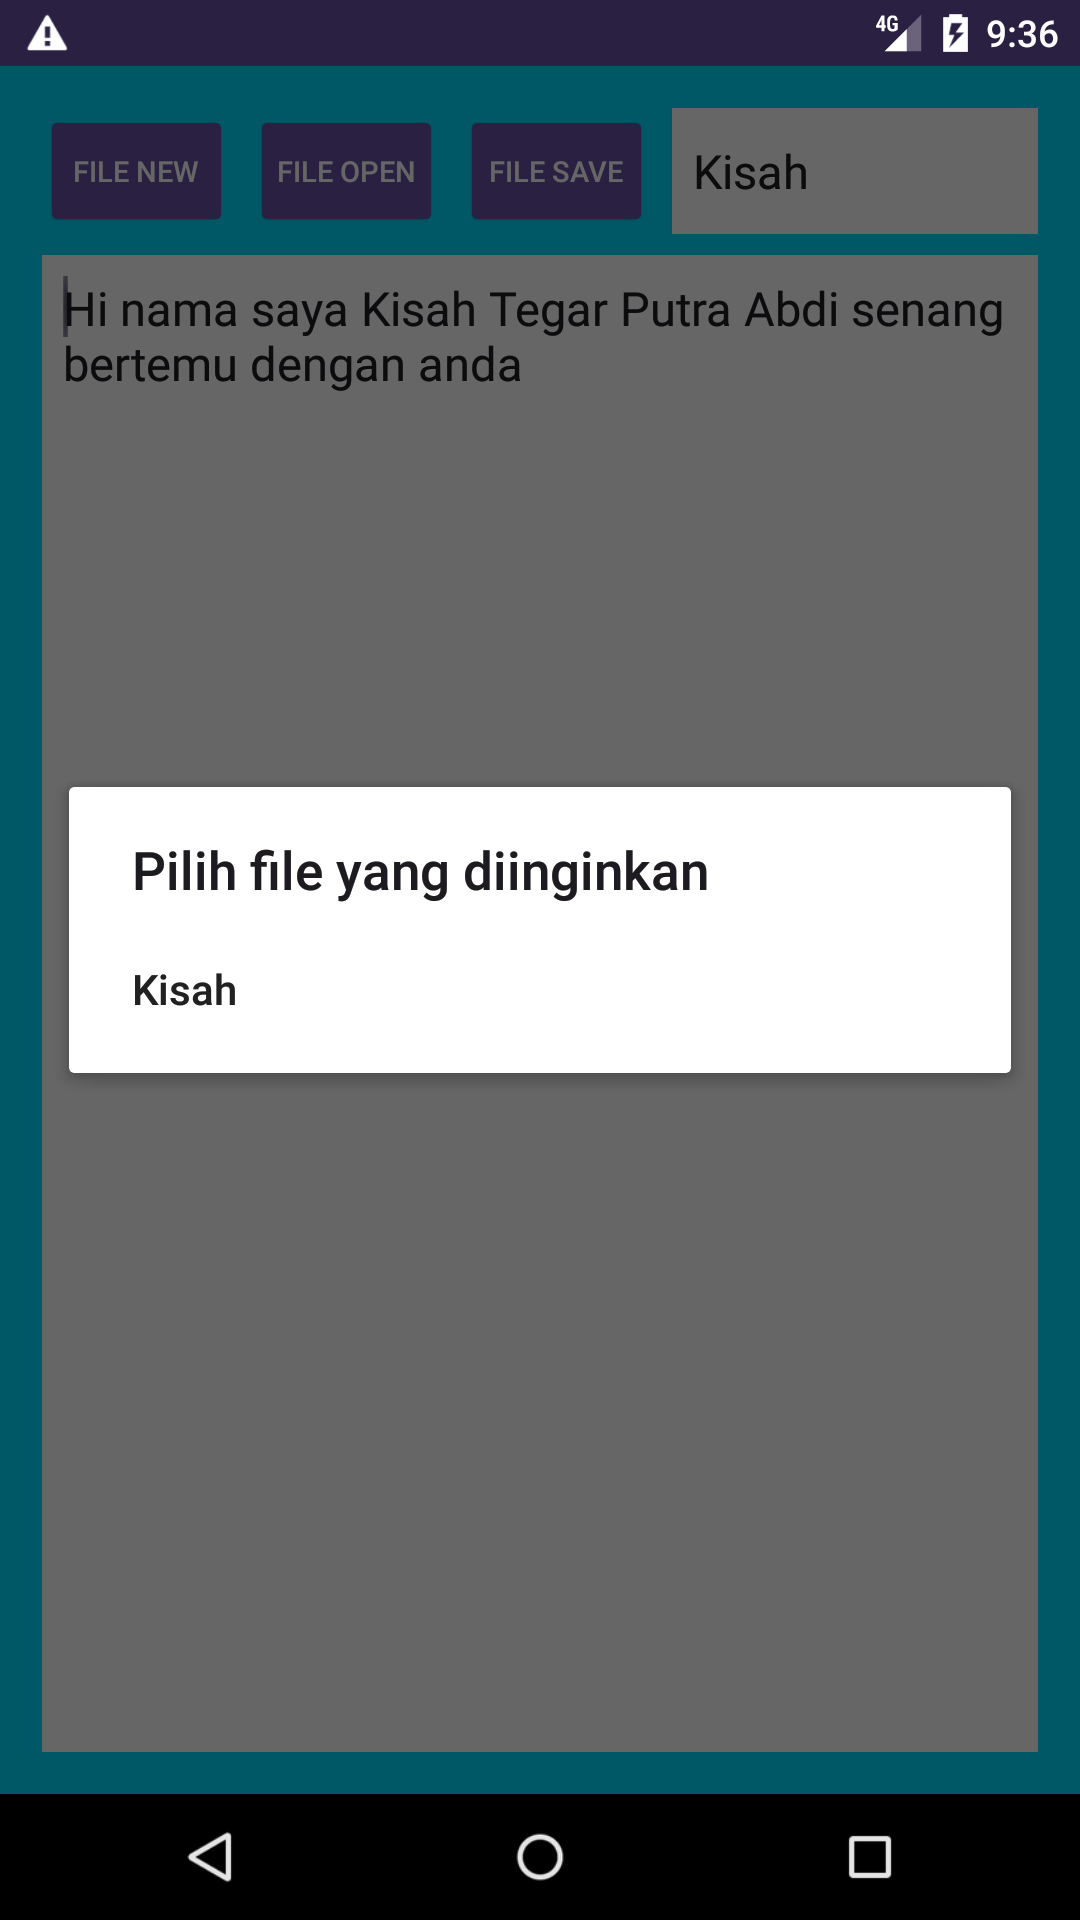 4G 9:36
FILE NEW FILE OPEN FILE SAVE Kisah
Hi nama saya Kisah Tegar Putra Abdi senang
bertemu dengan anda
Pilih file yang diinginkan
Kisah